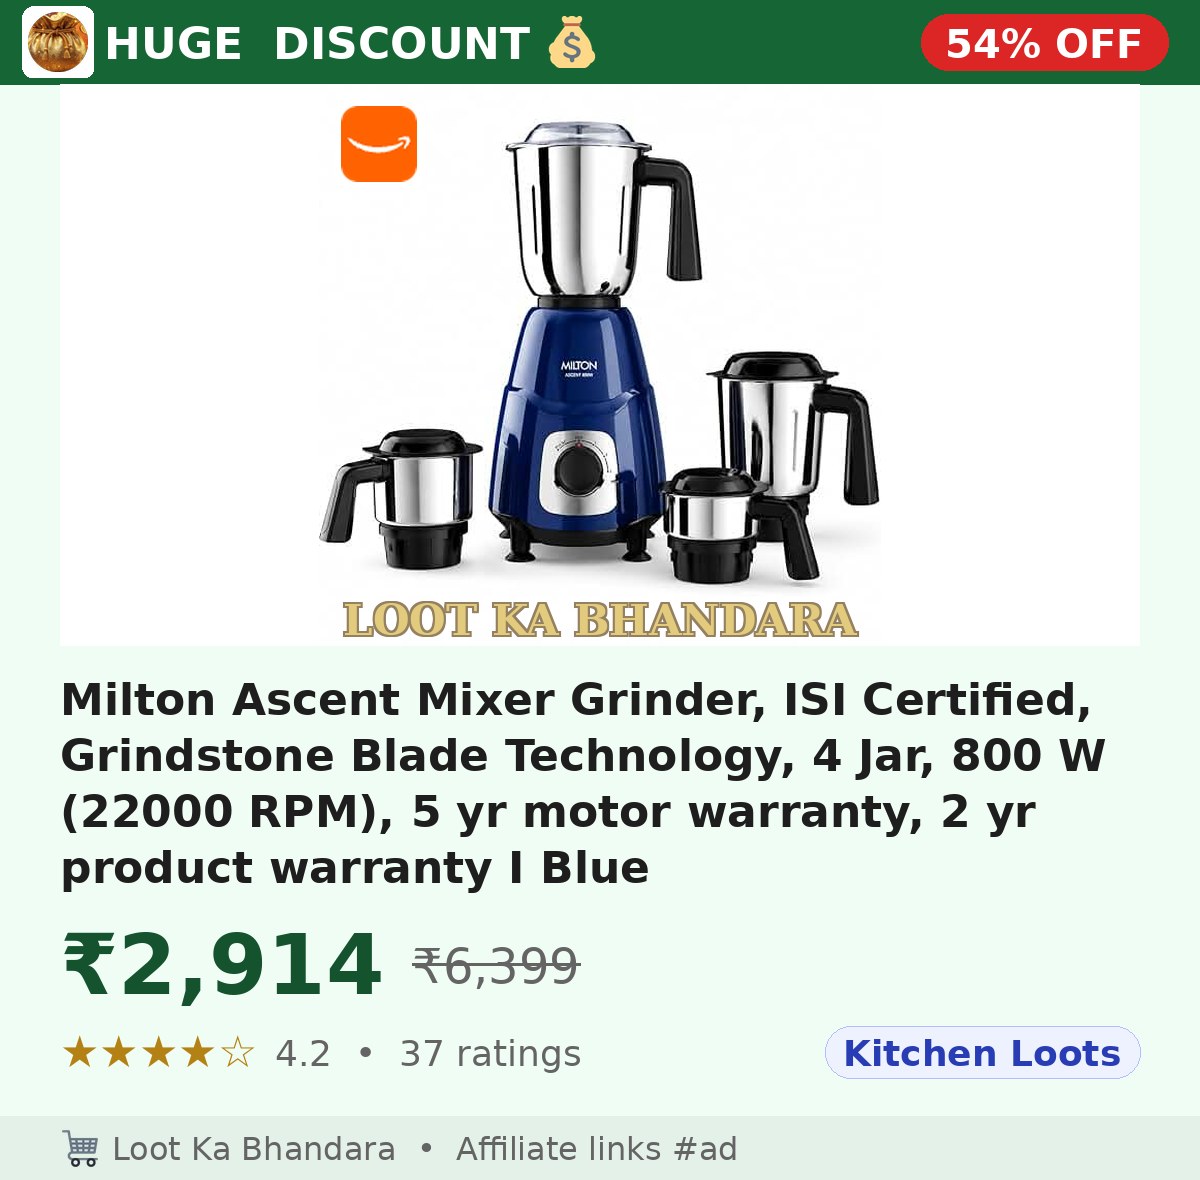 HUGE DISCOUNT
54% OFF
MILTON
LOOT KA BHANDARA
Milton Ascent Mixer Grinder, ISI Certified,
Grindstone Blade Technology, 4 Jar, 800 W
(22000 RPM), 5 yr motor warranty, 2 yr
product warranty I Blue
₹2,914 ₹6,399
★★★★☆ 4.2 • 37 ratings
Kitchen Loots
Loot Ka Bhandara • Affiliate links #ad